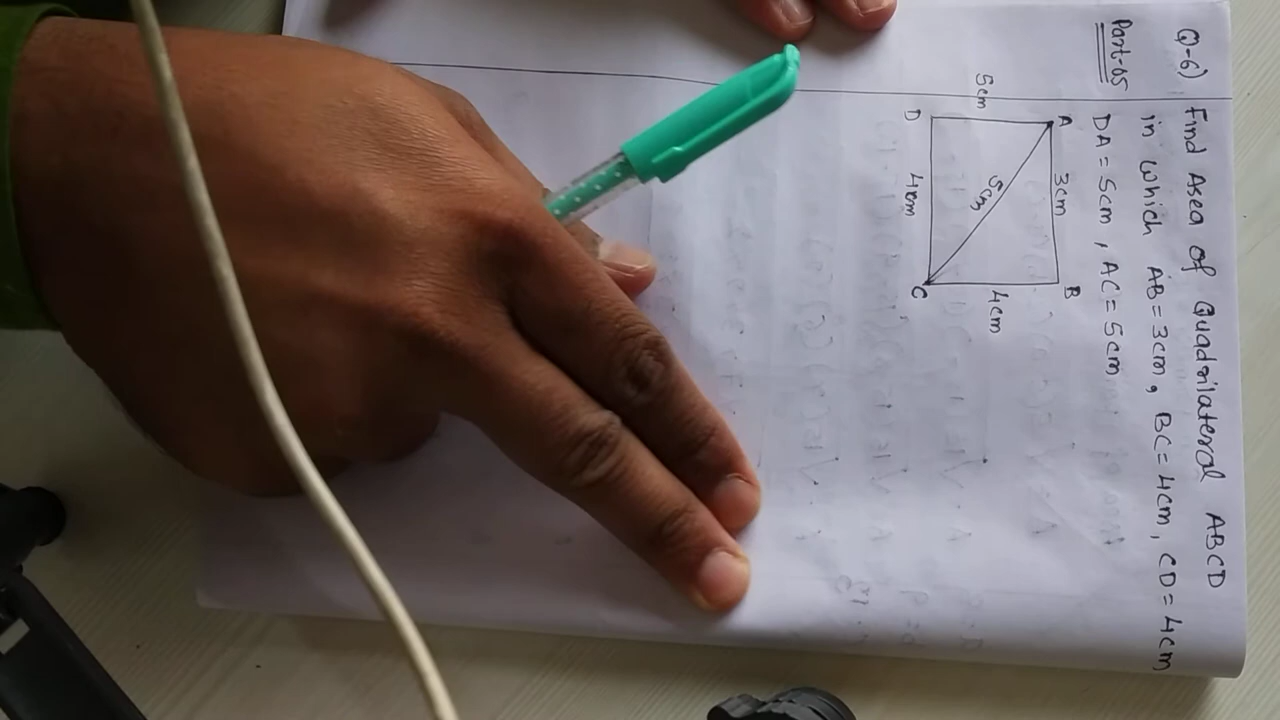 Q-6) Find Area of Quadrilateral ABCD
Part-05 in which AB=3cm, BC=4cm, CD=4cm
DA=5cm, AC=5cm
A 3cm B
5cm 5cm 4cm
D 4cm C